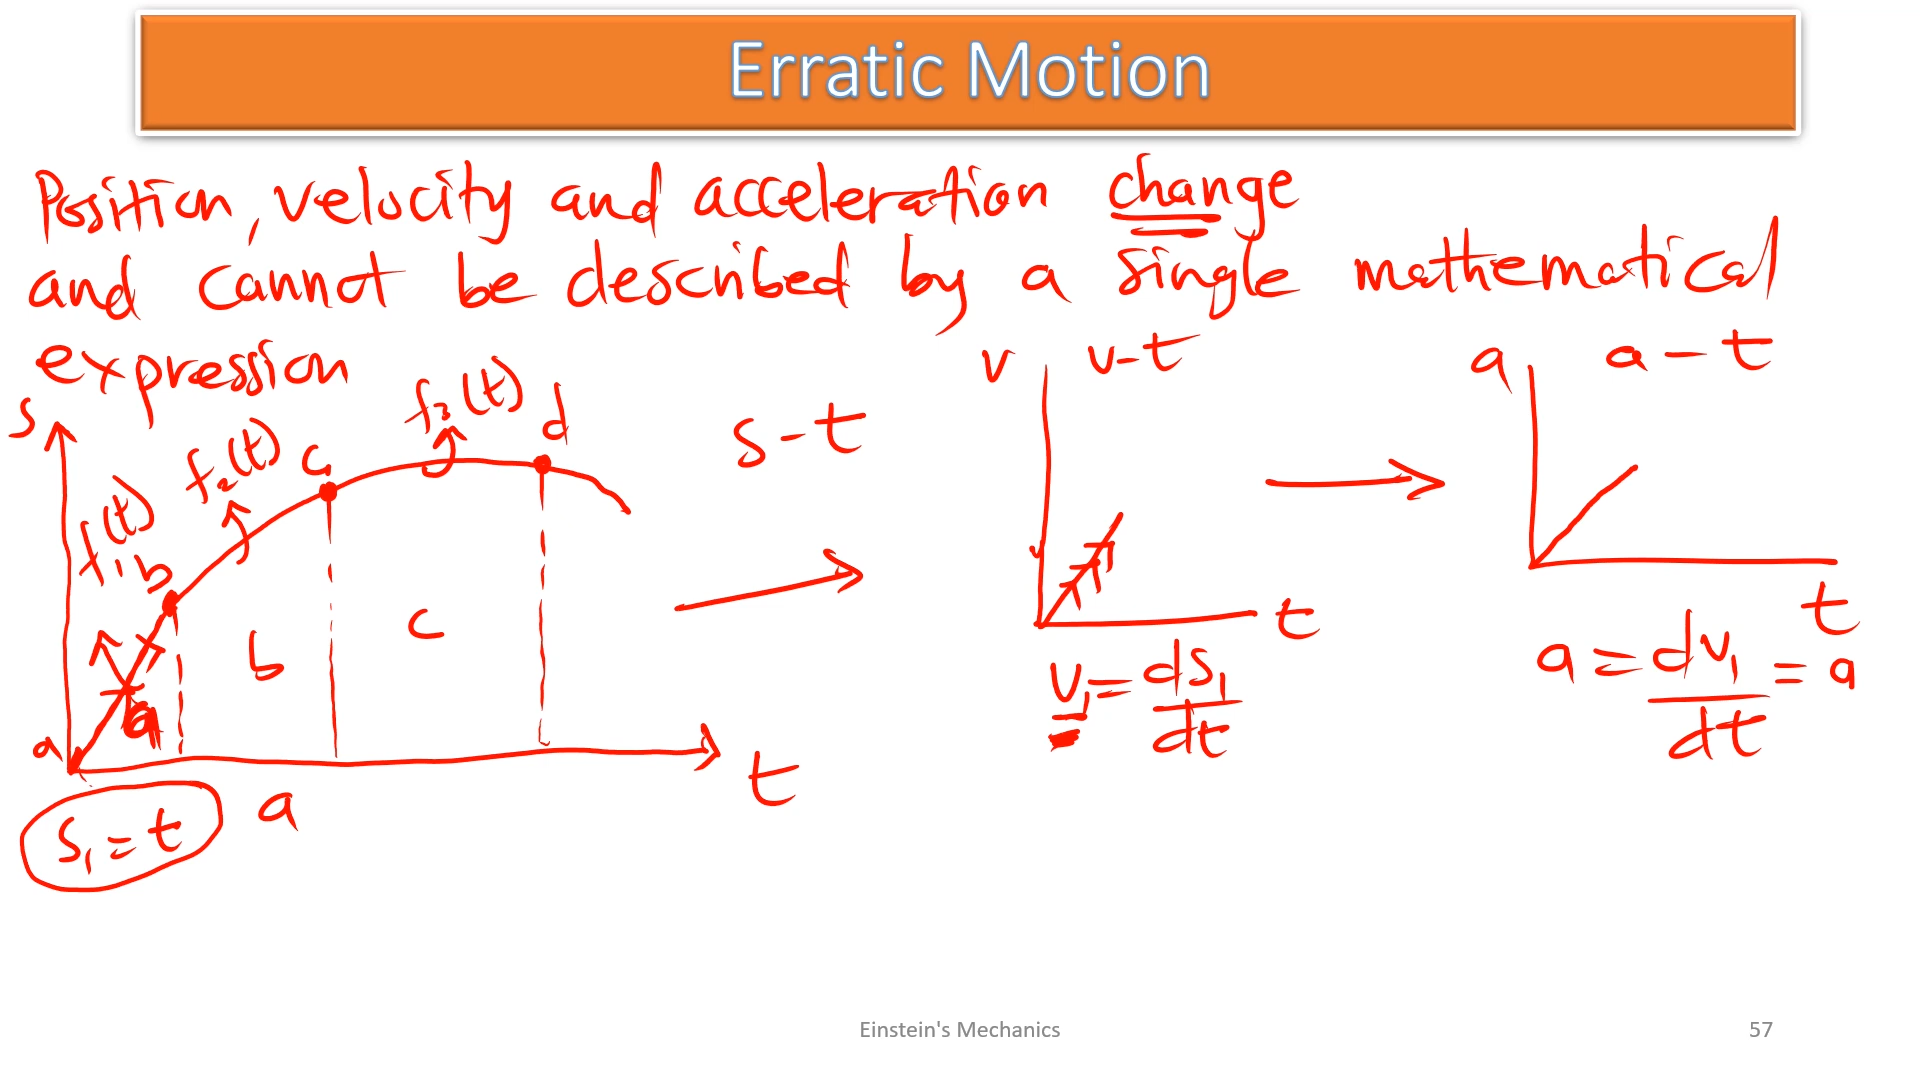 Erratic Motion
Position, velocity and acceleration change
and cannot be described by a single mathematical
expression
s
f1(t)
f2(t)
f3(t)
a
b
c
d
a
b
c
t
s-t
s1=t
a
v
v-t
t
v1=ds1/dt
a
a-t
t
a=dv1/dt=a
Einstein's Mechanics
57